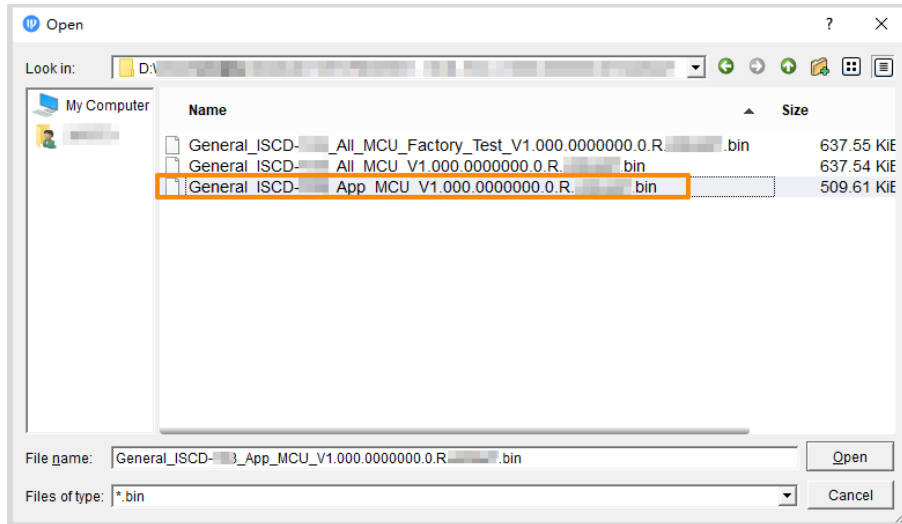 Open
Look in: D:\
My Computer
Name Size
General_ISCD- _All_MCU_Factory_Test_V1.000.0000000.0.R. .bin 637.55 KiE
General_ISCD- _All_MCU_V1.000.0000000.0.R. .bin 637.54 KiE
General_ISCD- _App_MCU_V1.000.0000000.0.R. .bin 509.61 KiE
File name: General_ISCD- _App_MCU_V1.000.0000000.0.R. .bin Open
Files of type: *.bin Cancel